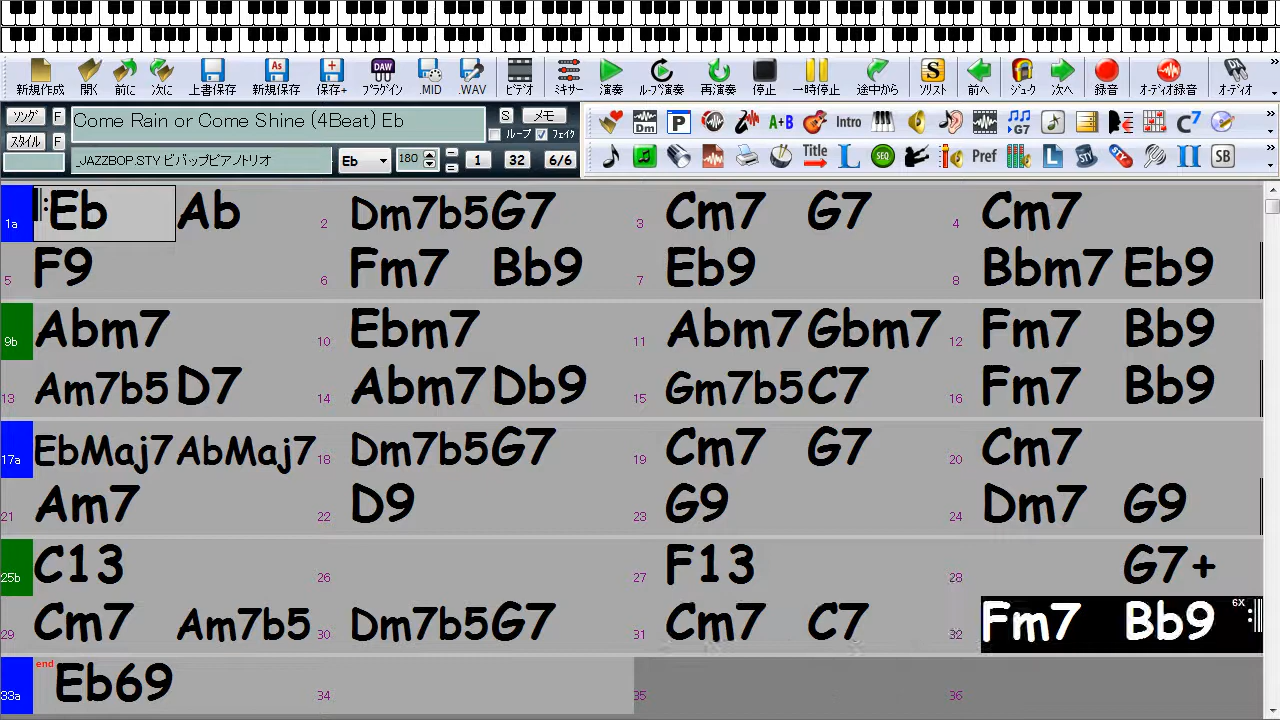 新規作成 開く 前に 次に 上書保存 新規保存 保存+ プラグイン .MID .WAV ビデオ ミキサー 演奏 ループ演奏 再演奏 停止 一時停止 途中から ソリスト 前へ ジューク 次へ 録音 オーディオ録音 オーディオ
ソング F Come Rain or Come Shine (4Beat) Eb S メモ ループ フェイク Dm P A+B Intro G7 C7
スタイル F _JAZZBOP.STY ビバップピアノトリオ Eb 180 1 32 6/6 Title L SEQ Pref L STY STY SB
1a Eb Ab 2 Dm7b5 G7 3 Cm7 G7 4 Cm7
5 F9 6 Fm7 Bb9 7 Eb9 8 Bbm7 Eb9
9b Abm7 10 Ebm7 11 Abm7 Gbm7 12 Fm7 Bb9
13 Am7b5 D7 14 Abm7 Db9 15 Gm7b5 C7 16 Fm7 Bb9
17a EbMaj7 AbMaj7 18 Dm7b5 G7 19 Cm7 G7 20 Cm7
21 Am7 22 D9 23 G9 24 Dm7 G9
25b C13 26 27 F13 28 G7+
29 Cm7 Am7b5 30 Dm7b5 G7 31 Cm7 C7 32 Fm7 Bb9 6X
33a end Eb69 34 35 36